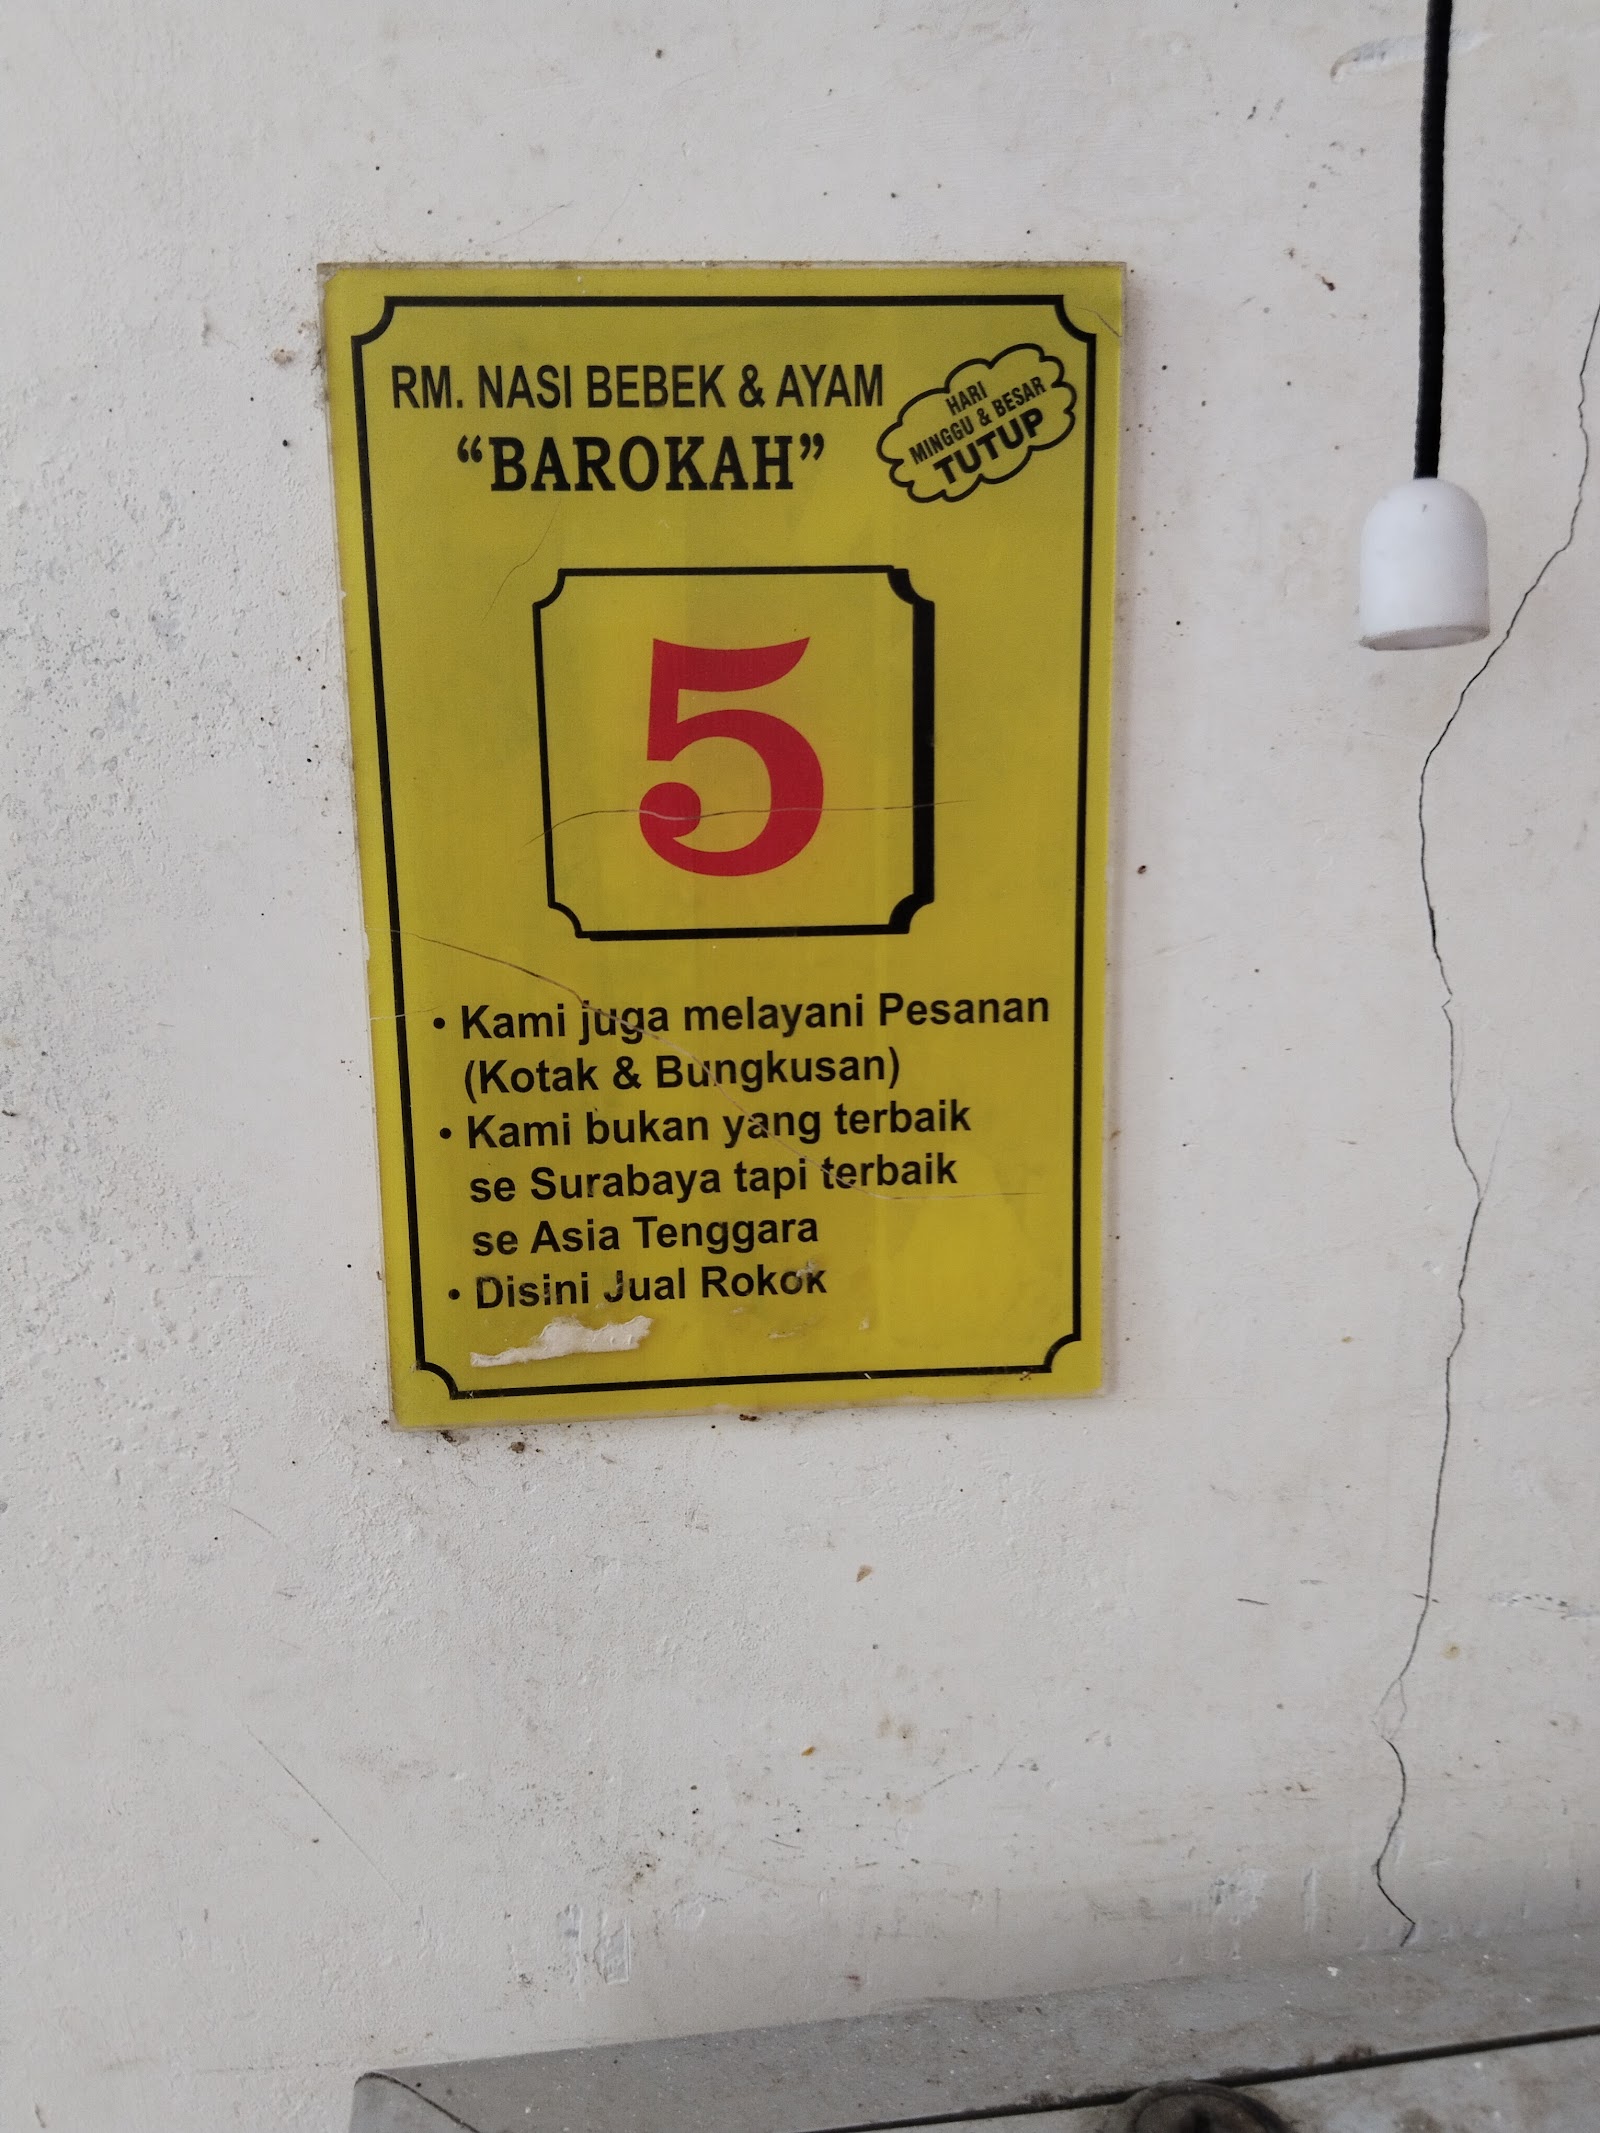 RM. NASI BEBEK & AYAM
“BAROKAH”
HARI
MINGGU & BESAR
TUTUP
5
• Kami juga melayani Pesanan
(Kotak & Bungkusan)
• Kami bukan yang terbaik
se Surabaya tapi terbaik
se Asia Tenggara
• Disini Jual Rokok